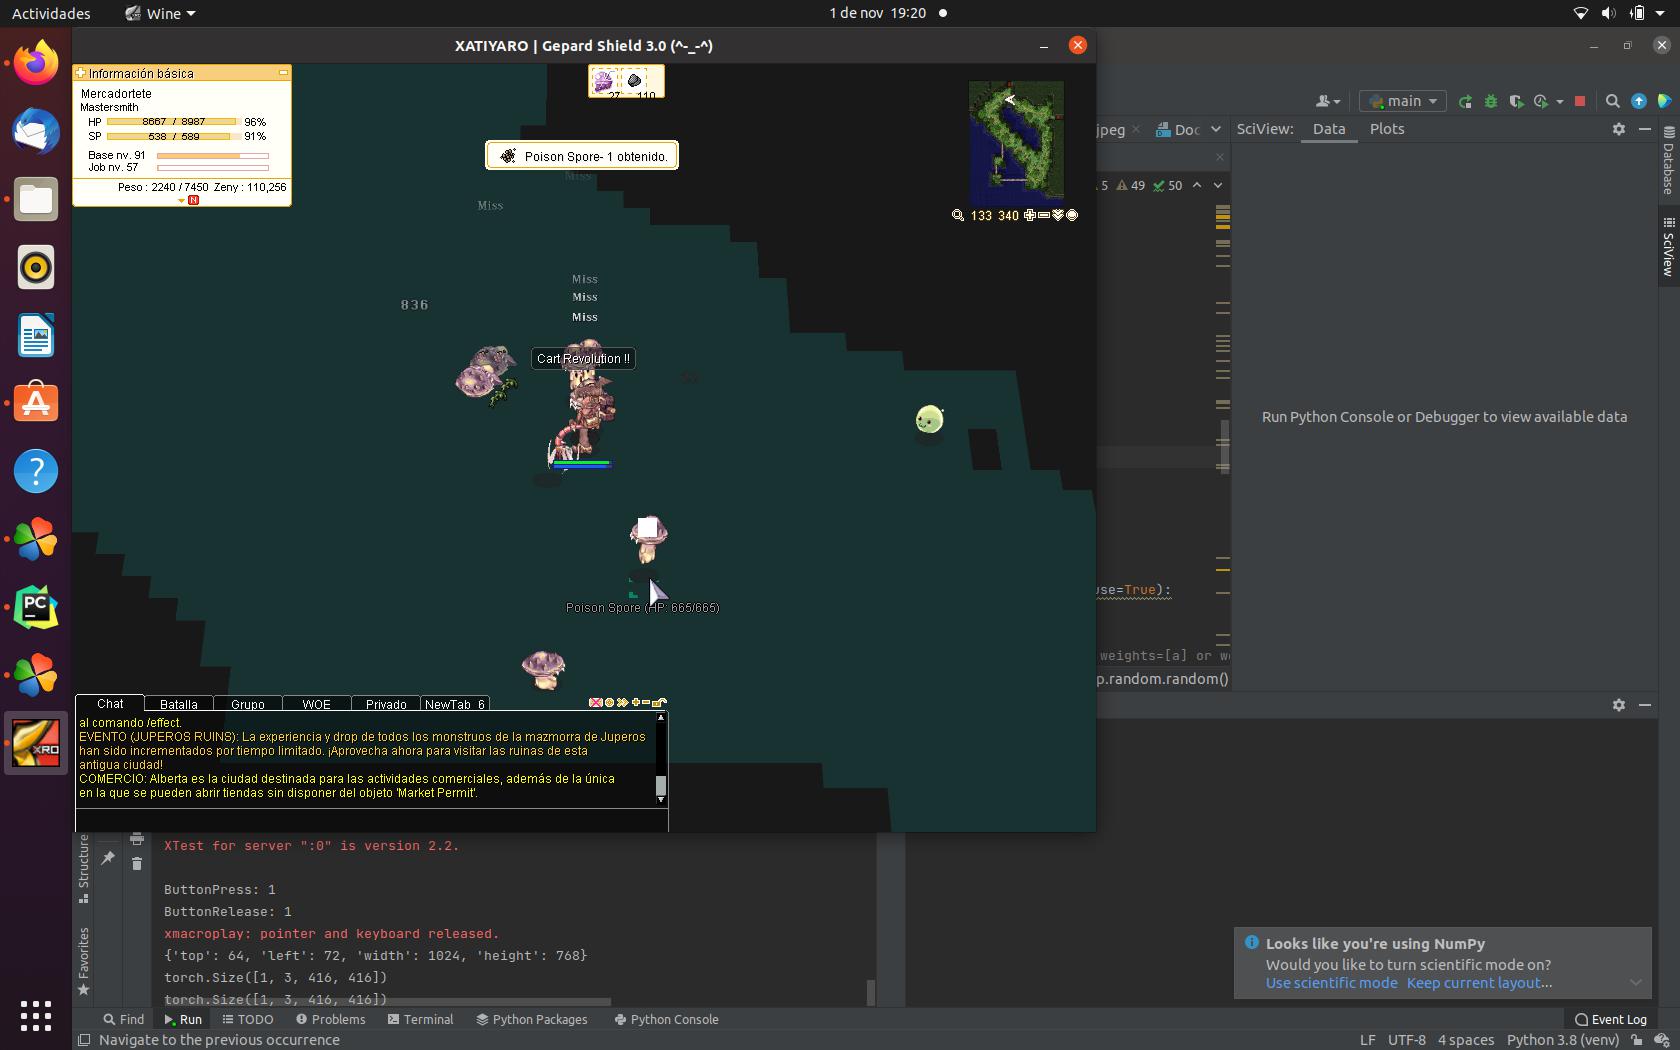 Actividades
Wine
1 de nov 19:20
XATIYARO | Gepard Shield 3.0 (^-_-^)
Información básica
Mercadortete
Mastersmith
HP 8667 / 8987 96%
SP 538 / 589 91%
Base nv. 91
Job nv. 57
Peso : 2240 / 7450 Zeny : 110,256
N
27 110
Poison Spore- 1 obtenido.
Miss
Miss
133 340
Miss
Miss
Miss
836
Cart Revolution !!
Poison Spore (HP: 665/665)
Chat Batalla Grupo WOE Privado NewTab_6
al comando /effect.
EVENTO (JUPEROS RUINS): La experiencia y drop de todos los monstruos de la mazmorra de Juperos
han sido incrementados por tiempo limitado. ¡Aprovecha ahora para visitar las ruinas de esta
antigua ciudad!
COMERCIO: Alberta es la ciudad destinada para las actividades comerciales, además de la única
en la que se pueden abrir tiendas sin disponer del objeto 'Market Permit'.
main
jpeg
Doc
SciView: Data Plots
5 49 50
Database
SciView
Run Python Console or Debugger to view available data
use=True):
weights=[a] or w
p.random.random()
PC
XRO
Structure
Favorites
XTest for server ":0" is version 2.2.
ButtonPress: 1
ButtonRelease: 1
xmacroplay: pointer and keyboard released.
{'top': 64, 'left': 72, 'width': 1024, 'height': 768}
torch.Size([1, 3, 416, 416])
torch.Size([1, 3, 416, 416])
Looks like you're using NumPy
Would you like to turn scientific mode on?
Use scientific mode Keep current layout...
Find Run TODO Problems Terminal Python Packages Python Console
Event Log
Navigate to the previous occurrence
LF UTF-8 4 spaces Python 3.8 (venv)